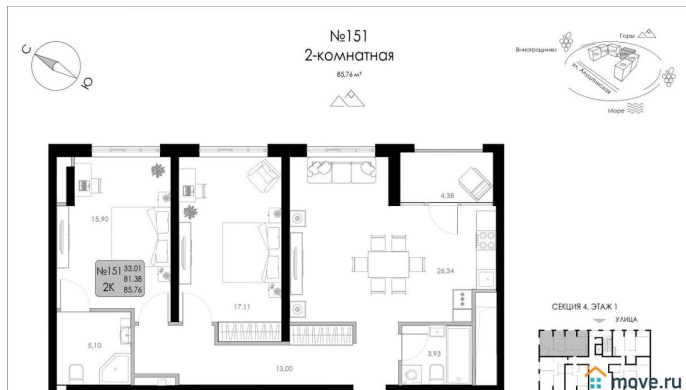 №151
2-комнатная
85,76 м²
С
Ю
Горы
Виноградники
ул. Алуштинская
Море
4,38
15,90
№151 33,01
81,38
2К 85,76
26,34
17,11
СЕКЦИЯ 4, ЭТАЖ 1
УЛИЦА
5,10
3,93
13,00
move.ru